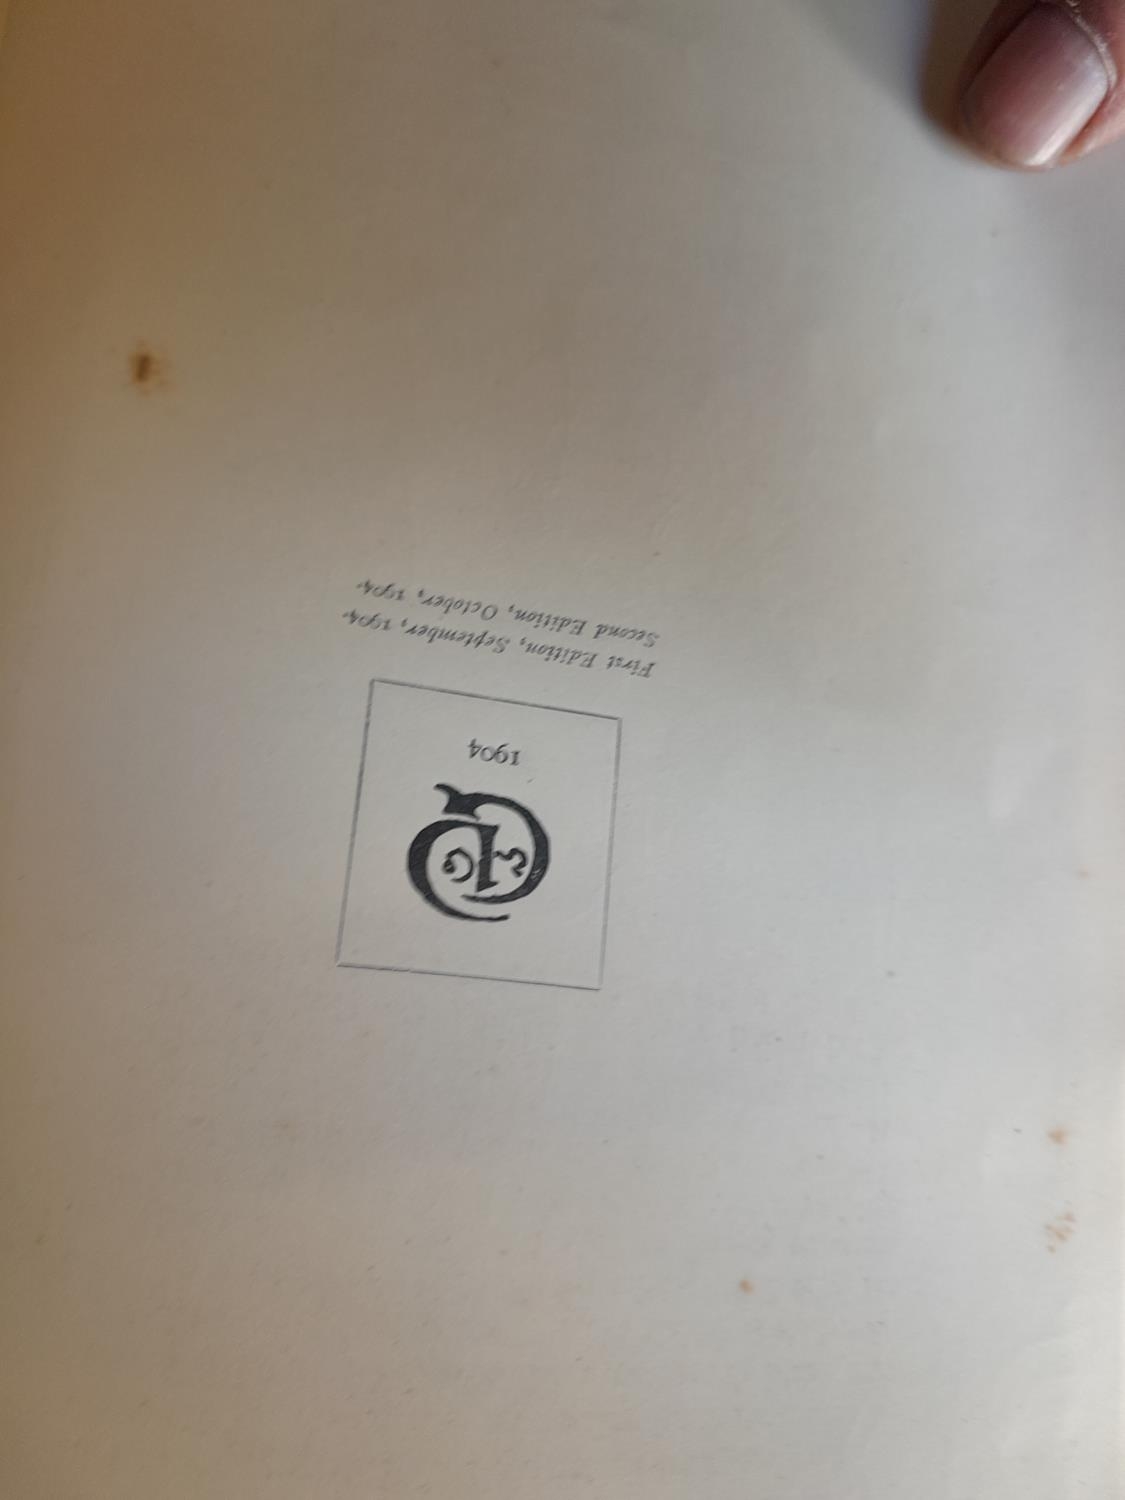 1904
First Edition, September, 1904.
Second Edition, October, 1904.